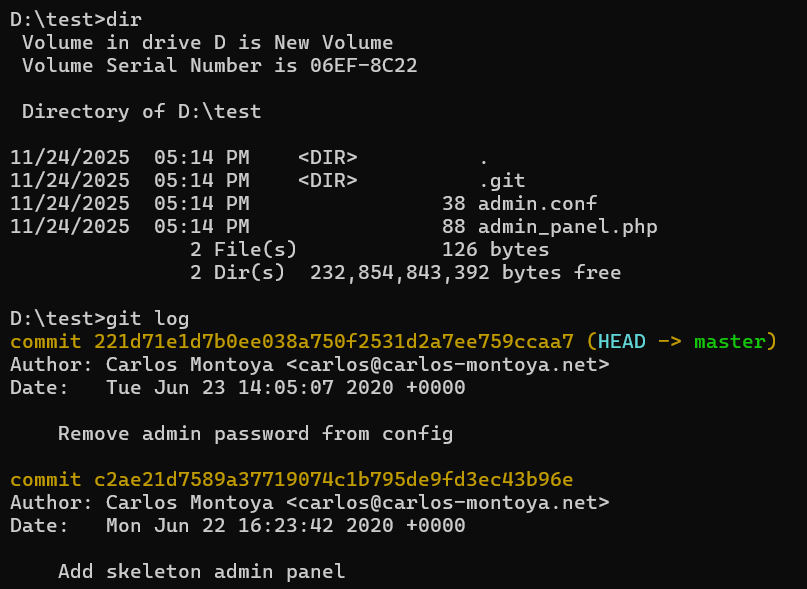 D:\test>dir
 Volume in drive D is New Volume
 Volume Serial Number is 06EF-8C22

 Directory of D:\test

11/24/2025  05:14 PM    <DIR>          .
11/24/2025  05:14 PM    <DIR>          .git
11/24/2025  05:14 PM                38 admin.conf
11/24/2025  05:14 PM                88 admin_panel.php
               2 File(s)            126 bytes
               2 Dir(s)  232,854,843,392 bytes free

D:\test>git log
commit 221d71e1d7b0ee038a750f2531d2a7ee759ccaa7 (HEAD -> master)
Author: Carlos Montoya <carlos@carlos-montoya.net>
Date:   Tue Jun 23 14:05:07 2020 +0000

    Remove admin password from config

commit c2ae21d7589a37719074c1b795de9fd3ec43b96e
Author: Carlos Montoya <carlos@carlos-montoya.net>
Date:   Mon Jun 22 16:23:42 2020 +0000

    Add skeleton admin panel